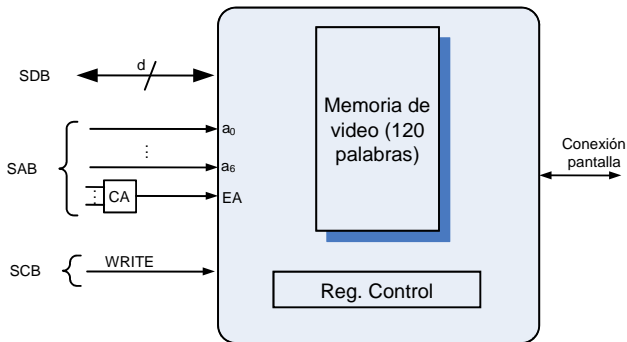 SDB
d
SAB
a0
⋮
a6
CA
EA
SCB
WRITE
Memoria de
video (120
palabras)
Reg. Control
Conexión
pantalla